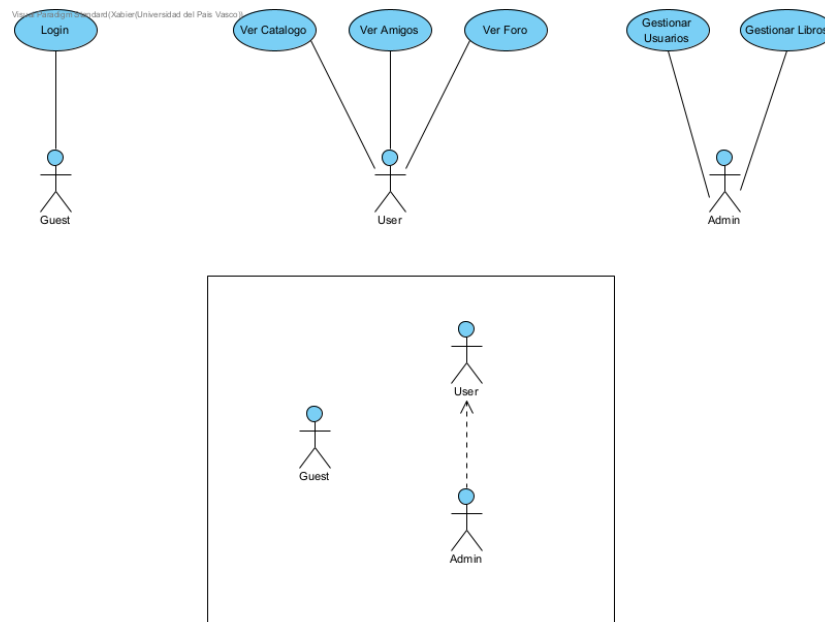 Visual Paradigm Standard(Xabier(Universidad del Pais Vasco))
Login
Ver Catalogo
Ver Amigos
Ver Foro
Gestionar
Usuarios
Gestionar Libros
Guest
User
Admin
User
Guest
Admin